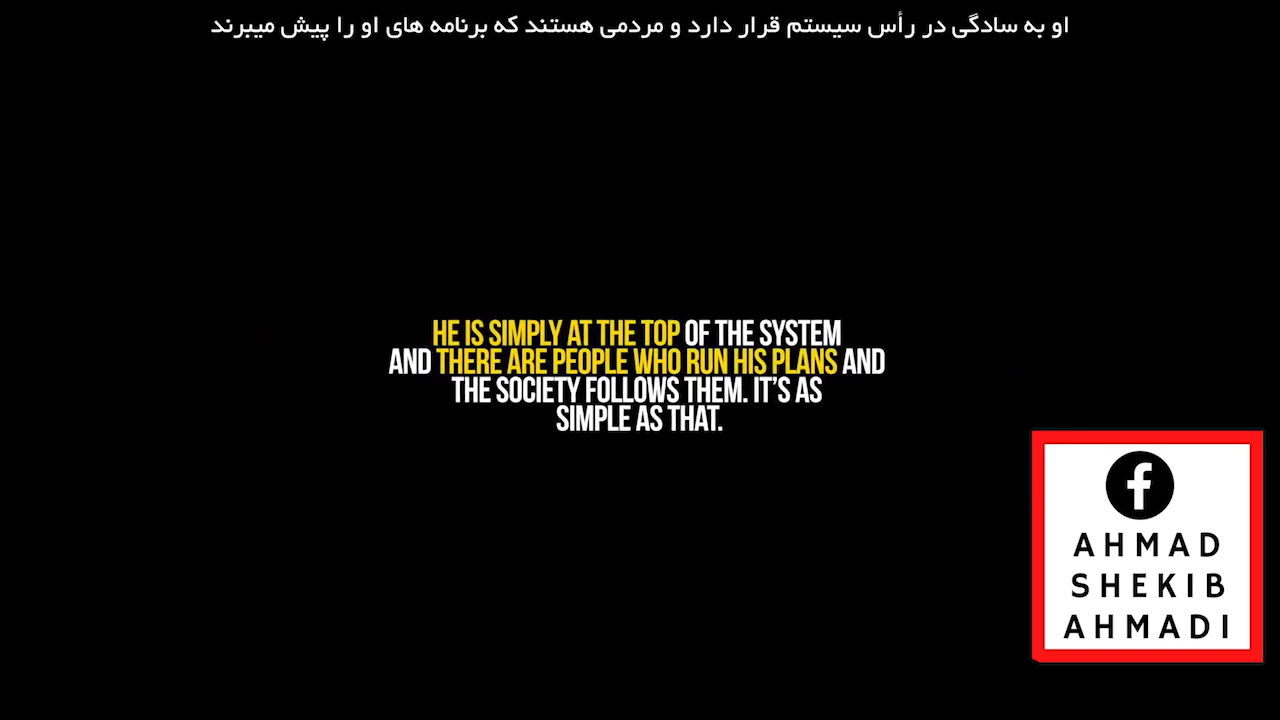 او به سادگی در رأس سیستم قرار دارد و مردمی هستند که برنامه های او را پیش میبرند
HE IS SIMPLY AT THE TOP OF THE SYSTEM
AND THERE ARE PEOPLE WHO RUN HIS PLANS AND
THE SOCIETY FOLLOWS THEM. IT'S AS
SIMPLE AS THAT.
AHMAD
SHEKIB
AHMADI